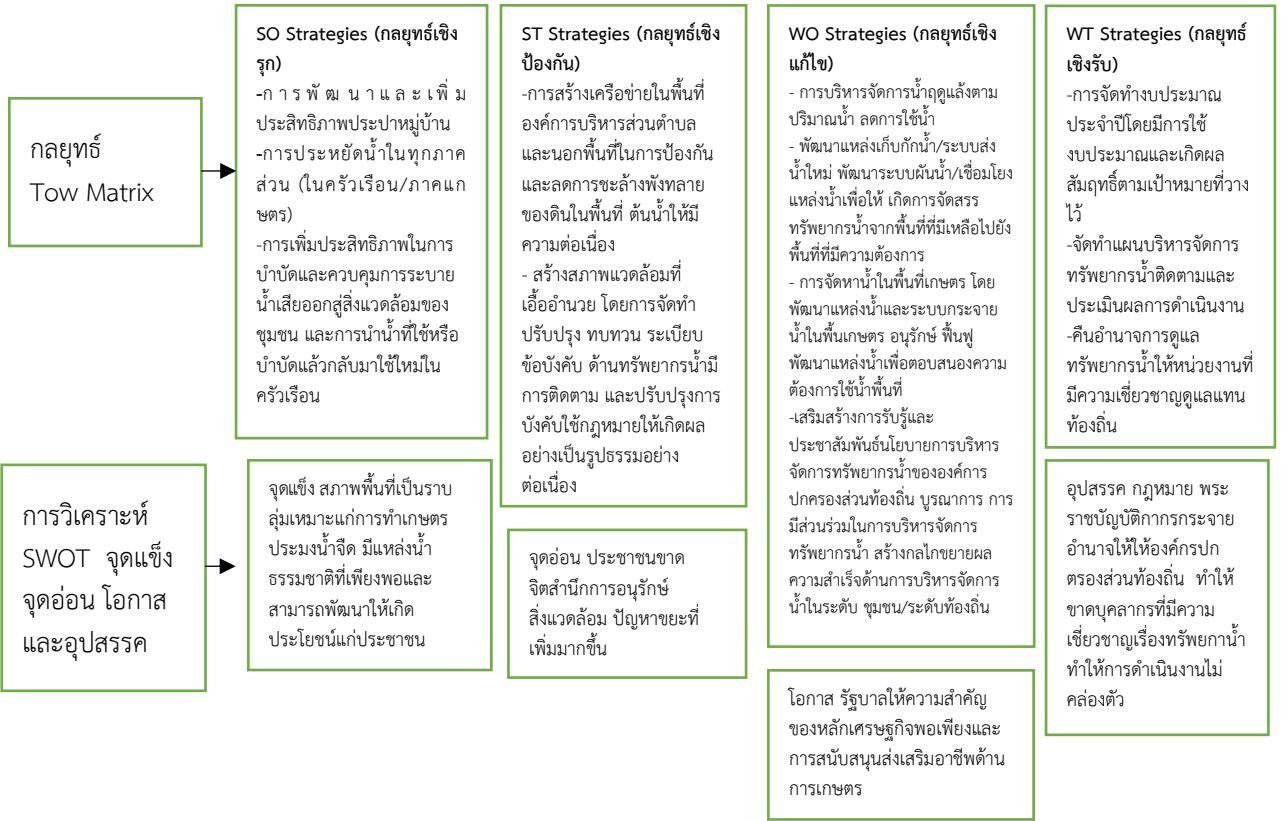 กลยุทธ์
Tow Matrix
SO Strategies (กลยุทธ์เชิง
รุก)
-การพัฒนาและเพิ่ม
ประสิทธิภาพประปาหมู่บ้าน
-การประหยัดน้ำในทุกภาค
ส่วน (ในครัวเรือน/ภาคแก
ษตร)
-การเพิ่มประสิทธิภาพในการ
บำบัดและควบคุมการระบาย
น้ำเสียออกสู่สิ่งแวดล้อมของ
ชุมชน และการนำน้ำที่ใช้หรือ
บำบัดแล้วกลับมาใช้ใหม่ใน
ครัวเรือน
ST Strategies (กลยุทธ์เชิง
ป้องกัน)
-การสร้างเครือข่ายในพื้นที่
องค์การบริหารส่วนตำบล
และนอกพื้นที่ในการป้องกัน
และลดการชะล้างพังทลาย
ของดินในพื้นที่ ต้นน้ำให้มี
ความต่อเนื่อง
- สร้างสภาพแวดล้อมที่
เอื้ออำนวย โดยการจัดทำ
ปรับปรุง ทบทวน ระเบียบ
ข้อบังคับ ด้านทรัพยากรน้ำมี
การติดตาม และปรับปรุงการ
บังคับใช้กฎหมายให้เกิดผล
อย่างเป็นรูปธรรมอย่าง
ต่อเนื่อง
WO Strategies (กลยุทธ์เชิง
แก้ไข)
- การบริหารจัดการน้ำฤดูแล้งตาม
ปริมาณน้ำ ลดการใช้น้ำ
- พัฒนาแหล่งเก็บกักน้ำ/ระบบส่ง
น้ำใหม่ พัฒนาระบบผันน้ำ/เชื่อมโยง
แหล่งน้ำเพื่อให้ เกิดการจัดสรร
ทรัพยากรน้ำจากพื้นที่ที่มีเหลือไปยัง
พื้นที่ที่มีความต้องการ
- การจัดหาน้ำในพื้นที่เกษตร โดย
พัฒนาแหล่งน้ำและระบบกระจาย
น้ำในพื้นเกษตร อนุรักษ์ ฟื้นฟู
พัฒนาแหล่งน้ำเพื่อตอบสนองความ
ต้องการใช้น้ำพื้นที่
-เสริมสร้างการรับรู้และ
ประชาสัมพันธ์นโยบายการบริหาร
จัดการทรัพยากรน้ำขององค์การ
ปกครองส่วนท้องถิ่น บูรณาการ การ
มีส่วนร่วมในการบริหารจัดการ
ทรัพยากรน้ำ สร้างกลไกขยายผล
ความสำเร็จด้านการบริหารจัดการ
น้ำในระดับ ชุมชน/ระดับท้องถิ่น
WT Strategies (กลยุทธ์
เชิงรับ)
-การจัดทำงบประมาณ
ประจำปีโดยมีการใช้
งบประมาณและเกิดผล
สัมฤทธิ์ตามเป้าหมายที่วาง
ไว้
-จัดทำแผนบริหารจัดการ
ทรัพยากรน้ำติดตามและ
ประเมินผลการดำเนินงาน
-คืนอำนาจการดูแล
ทรัพยากรน้ำให้หน่วยงานที่
มีความเชี่ยวชาญดูแลแทน
ท้องถิ่น
การวิเคราะห์
SWOT จุดแข็ง
จุดอ่อน โอกาส
และอุปสรรค
จุดแข็ง สภาพพื้นที่เป็นราบ
ลุ่มเหมาะแก่การทำเกษตร
ประมงน้ำจืด มีแหล่งน้ำ
ธรรมชาติที่เพียงพอและ
สามารถพัฒนาให้เกิด
ประโยชน์แก่ประชาชน
จุดอ่อน ประชาชนขาด
จิตสำนึกการอนุรักษ์
สิ่งแวดล้อม ปัญหาขยะที่
เพิ่มมากขึ้น
โอกาส รัฐบาลให้ความสำคัญ
ของหลักเศรษฐกิจพอเพียงและ
การสนับสนุนส่งเสริมอาชีพด้าน
การเกษตร
อุปสรรค กฎหมาย พระ
ราชบัญบัติกากรกระจาย
อำนาจให้ให้องค์กรปก
ตรองส่วนท้องถิ่น ทำให้
ขาดบุคลากรที่มีความ
เชี่ยวชาญเรื่องทรัพยกาน้ำ
ทำให้การดำเนินงานไม่
คล่องตัว